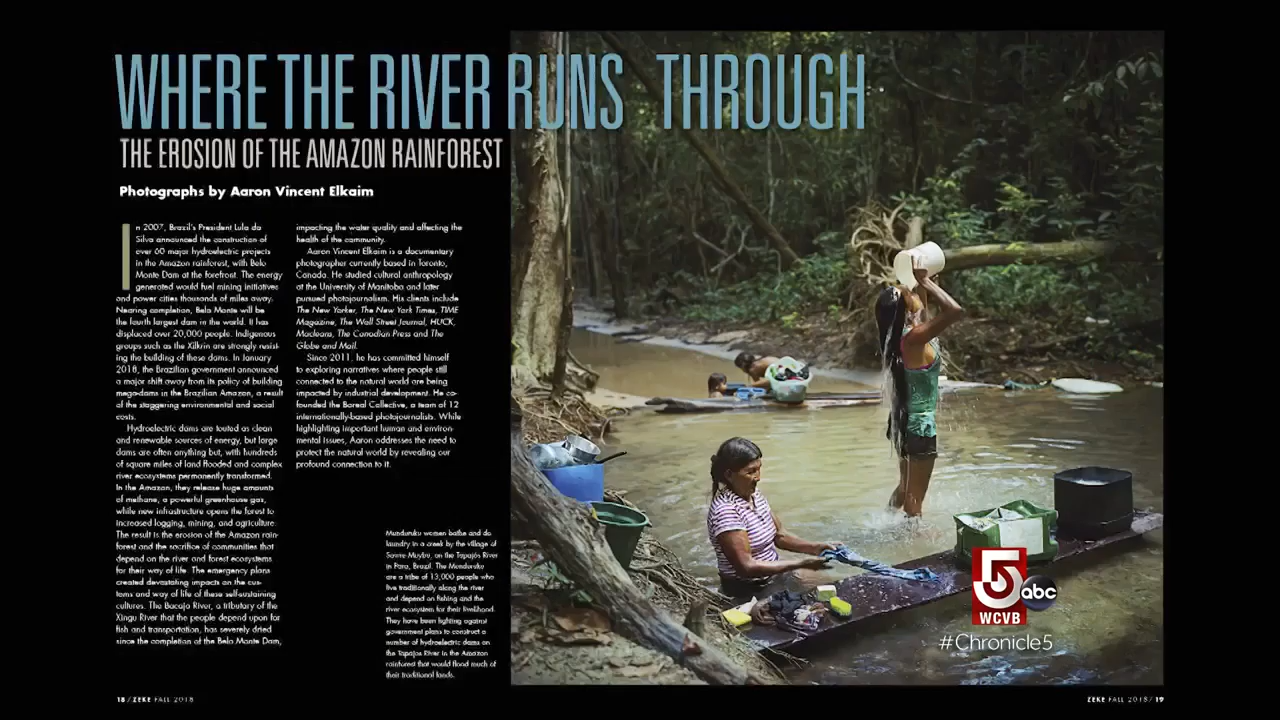 WHERE THE RIVER RUNS THROUGH
THE EROSION OF THE AMAZON RAINFOREST
Photographs by Aaron Vincent Elkaim
In 2007, Brazil's President Lula da
Silva announced the construction of
over 60 major hydroelectric projects
in the Amazon rainforest, with Belo
Monte Dam at the forefront. The energy
generated would fuel mining initiatives
and power cities thousands of miles away.
Nearing completion, Belo Monte will be
the fourth largest dam in the world. It has
displaced over 20,000 people. Indigenous
groups such as the Xikrin are strongly resist-
ing the building of these dams. In January
2018, the Brazilian government announced
a major shift away from its policy of building
mega-dams in the Brazilian Amazon, a result
of the staggering environmental and social
costs.
Hydroelectric dams are touted as clean
and renewable sources of energy, but large
dams are often anything but, with hundreds
of square miles of land flooded and complex
river ecosystems permanently transformed.
In the Amazon, they release huge amounts
of methane, a powerful greenhouse gas,
while new infrastructure opens the forest to
increased logging, mining, and agriculture.
The result is the erosion of the Amazon rain-
forest and the sacrifice of communities that
depend on the river and forest ecosystems
for their way of life. The emergency plans
created devastating impacts on the cus-
toms and way of life of these self-sustaining
cultures. The Bacaja River, a tributary of the
Xingu River that the people depend upon for
fish and transportation, has severely dried
since the completion of the Belo Monte Dam,
impacting the water quality and affecting the
health of the community.
Aaron Vincent Elkaim is a documentary
photographer currently based in Toronto,
Canada. He studied cultural anthropology
at the University of Manitoba and later
pursued photojournalism. His clients include
The New Yorker, The New York Times, TIME
Magazine, The Wall Street Journal, HUCK,
Macleans, The Canadian Press and The
Globe and Mail.
Since 2011, he has committed himself
to exploring narratives where people still
connected to the natural world are being
impacted by industrial development. He co-
founded the Boreal Collective, a team of 12
internationally-based photojournalists. While
highlighting important human and environ-
mental issues, Aaron addresses the need to
protect the natural world by revealing our
profound connection to it.
Munduruku women bathe and do
laundry in a creek by the village of
Sawre Muybu, on the Tapajós River
in Para, Brazil. The Munduruku
are a tribe of 13,000 people who
live traditionally along the river
and depend on fishing and the
river ecosystem for their livelihood.
They have been fighting against
government plans to construct a
number of hydroelectric dams on
the Tapajos River in the Amazon
rainforest that would flood much of
their traditional lands.
5
WCVB
abc
#Chronicle5
18 / ZEKE FALL 2018
ZEKE FALL 2018 / 19